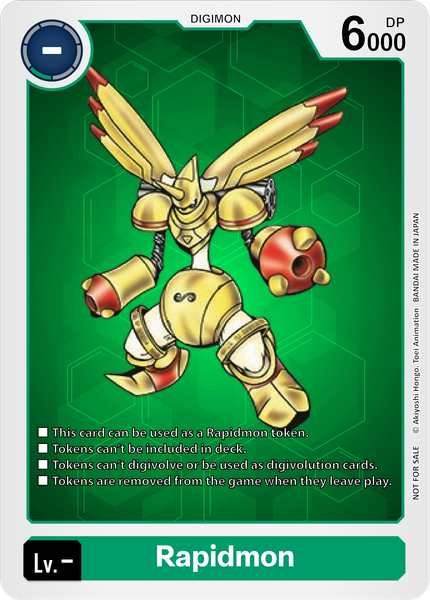 DIGIMON
DP
6000
-
■ This card can be used as a Rapidmon token.
■ Tokens can't be included in deck.
■ Tokens can't digivolve or be used as digivolution cards.
■ Tokens are removed from the game when they leave play.
NOT FOR SALE © Akiyoshi Hongo, Toei Animation BANDAI MADE IN JAPAN
Lv.-
Rapidmon